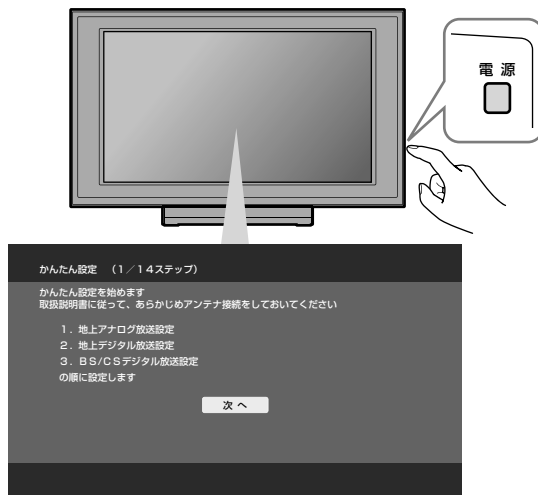 電 源
かんたん設定 （1／14ステップ）
かんたん設定を始めます
取扱説明書に従って、あらかじめアンテナ接続をしておいてください
1．地上アナログ放送設定
2．地上デジタル放送設定
3．BS/CSデジタル放送設定
の順に設定します
次 へ